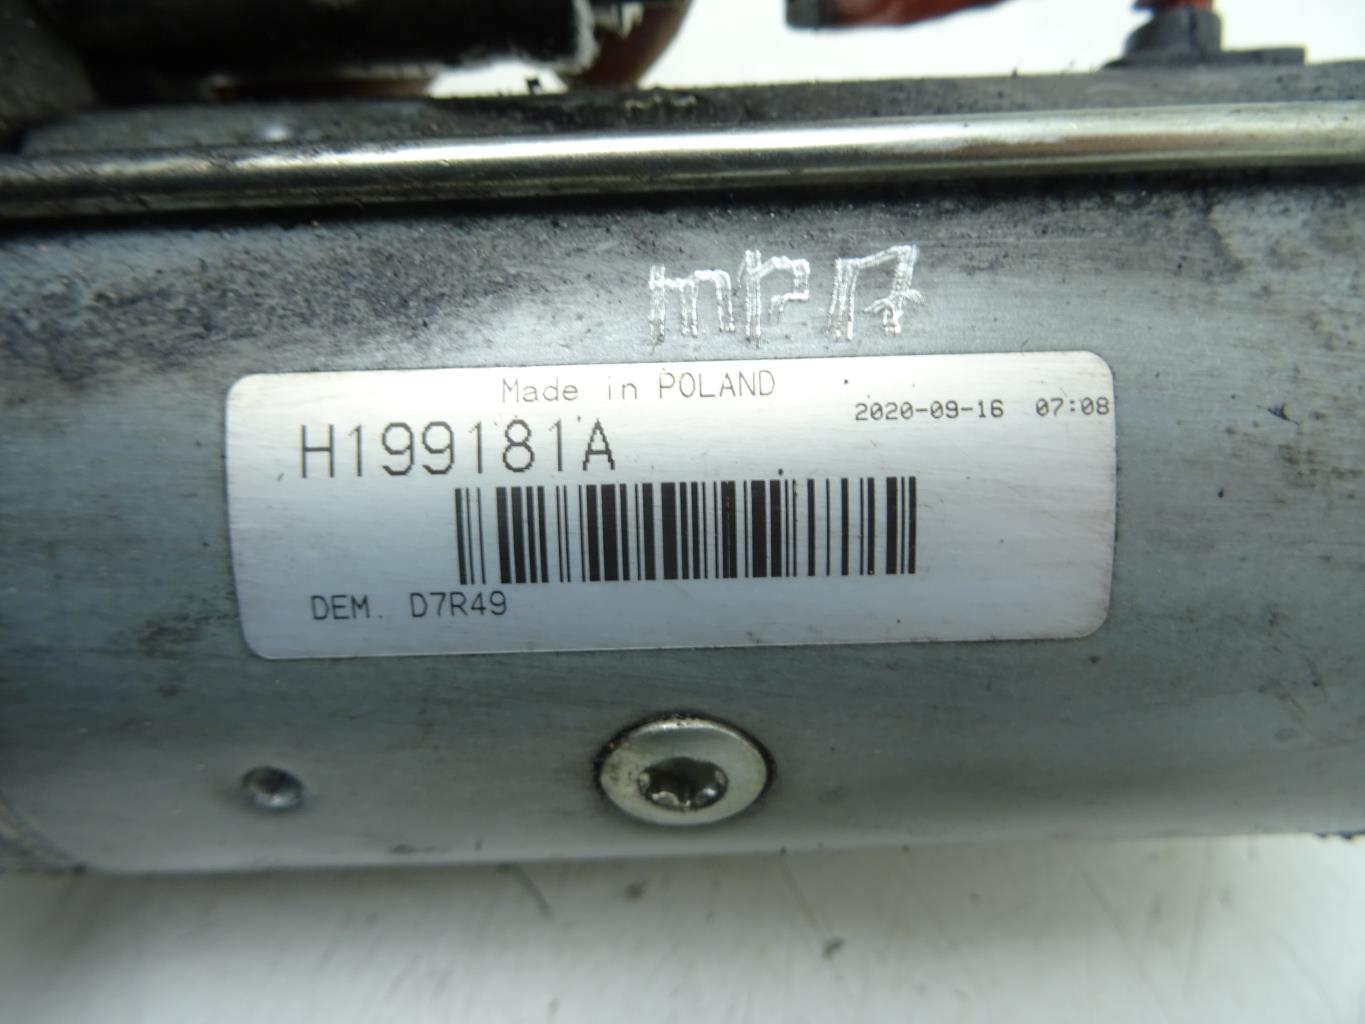 Made in POLAND
2020-09-16 07:08
H199181A
DEM. D7R49